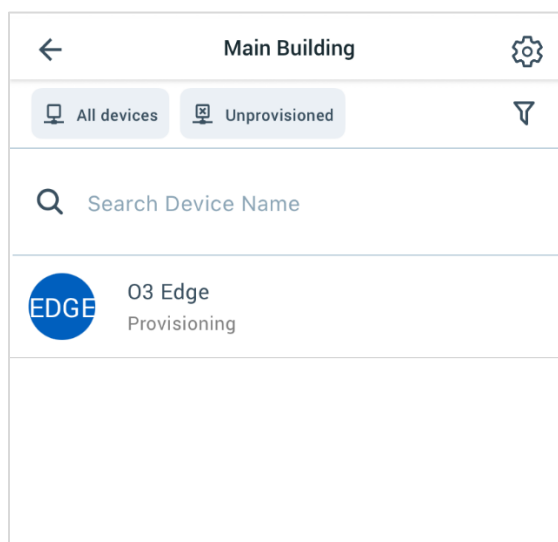 Main Building
All devices Unprovisioned
Search Device Name
EDGE
O3 Edge
Provisioning